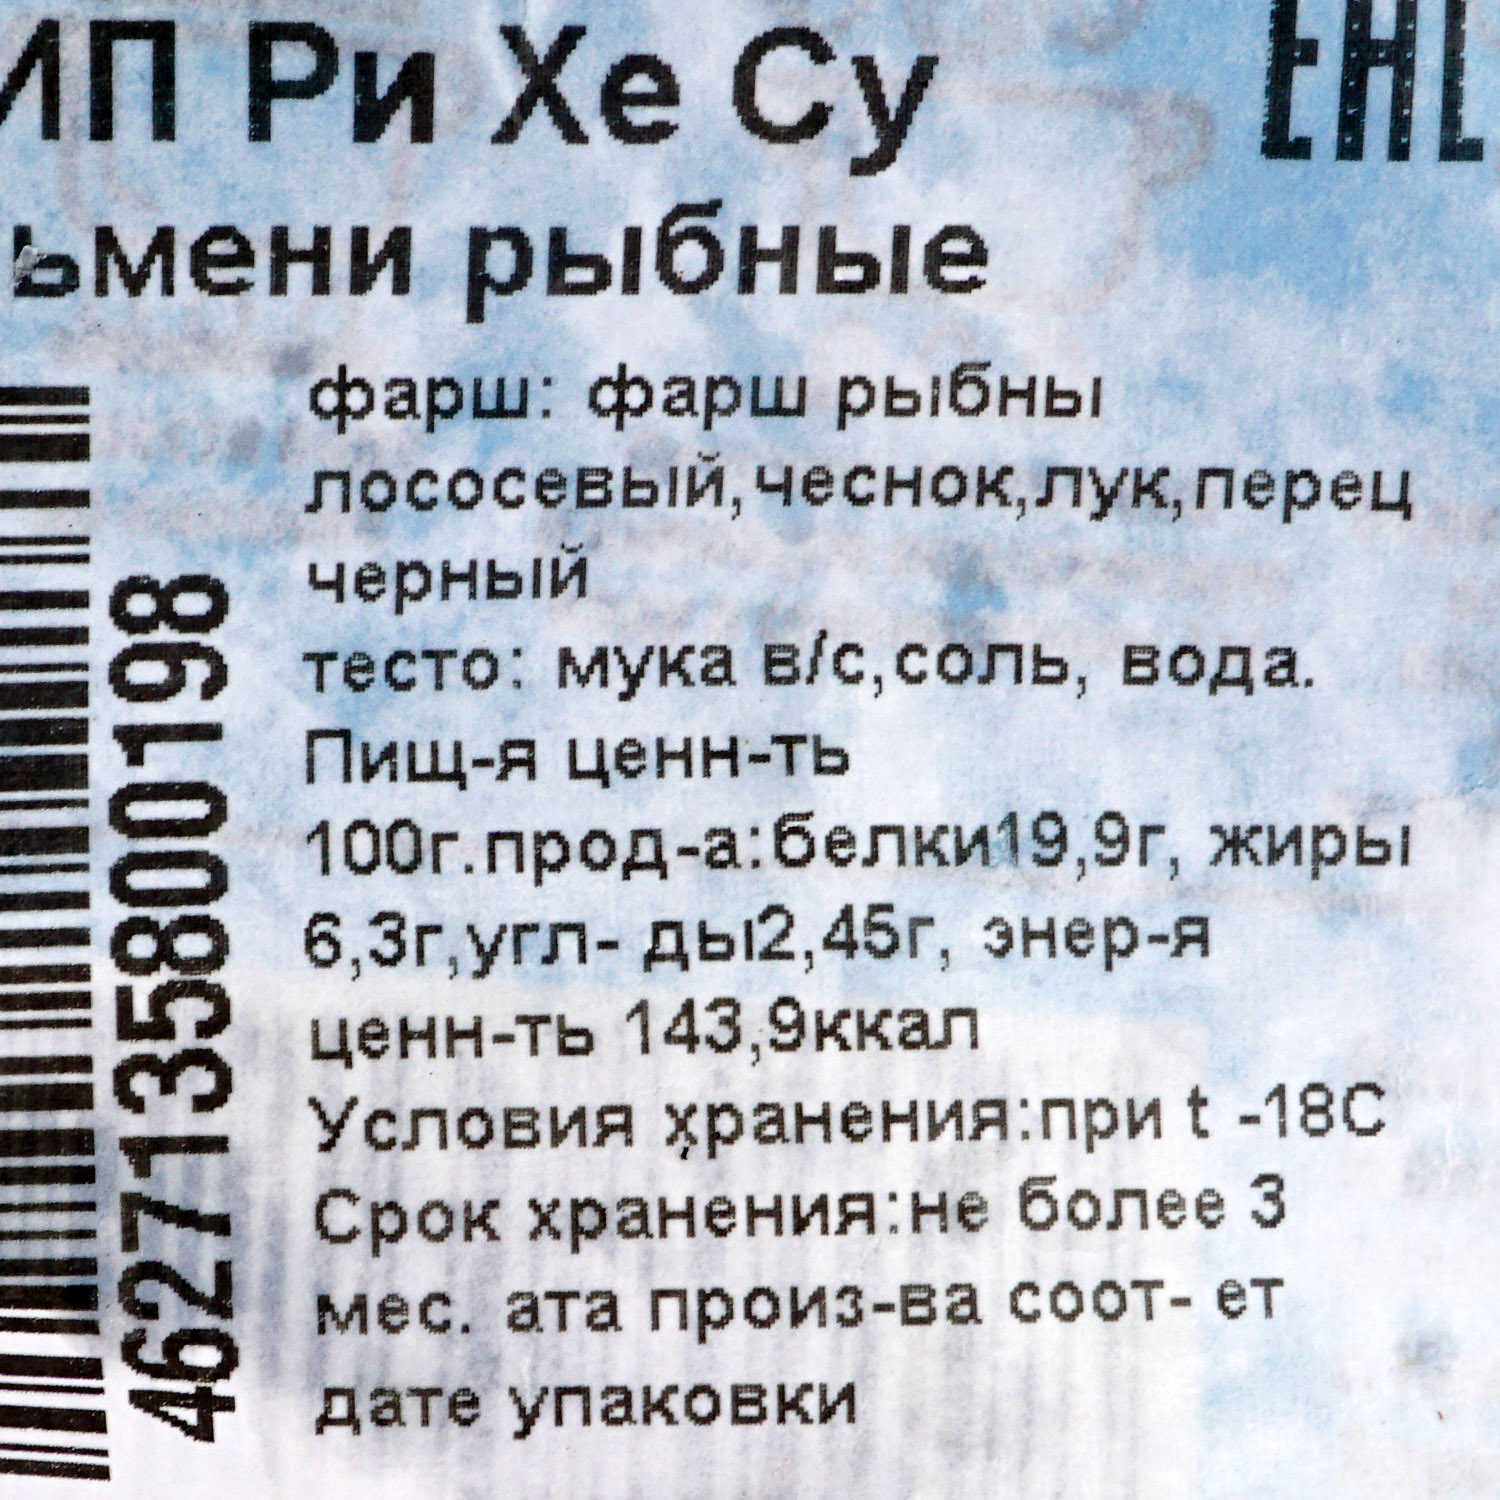 ИП Ри Хе Су
ЕАС
ьмени рыбные
фарш: фарш рыбны
лососевый,чеснок,лук,перец
черный
тесто: мука в/с,соль, вода.
Пищ-я ценн-ть
100г.прод-а:белки19,9г, жиры
6,3г,угл- ды2,45г, энер-я
ценн-ть 143,9ккал
Условия хранения:при t -18С
Срок хранения:не более 3
мес. ата произ-ва соот- ет
дате упаковки
4627135800198